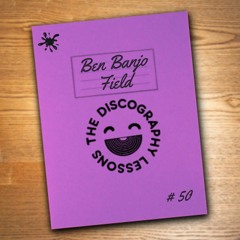 Ben Banjo
Field
THE DISCOGRAPHY LESSONS
# 50